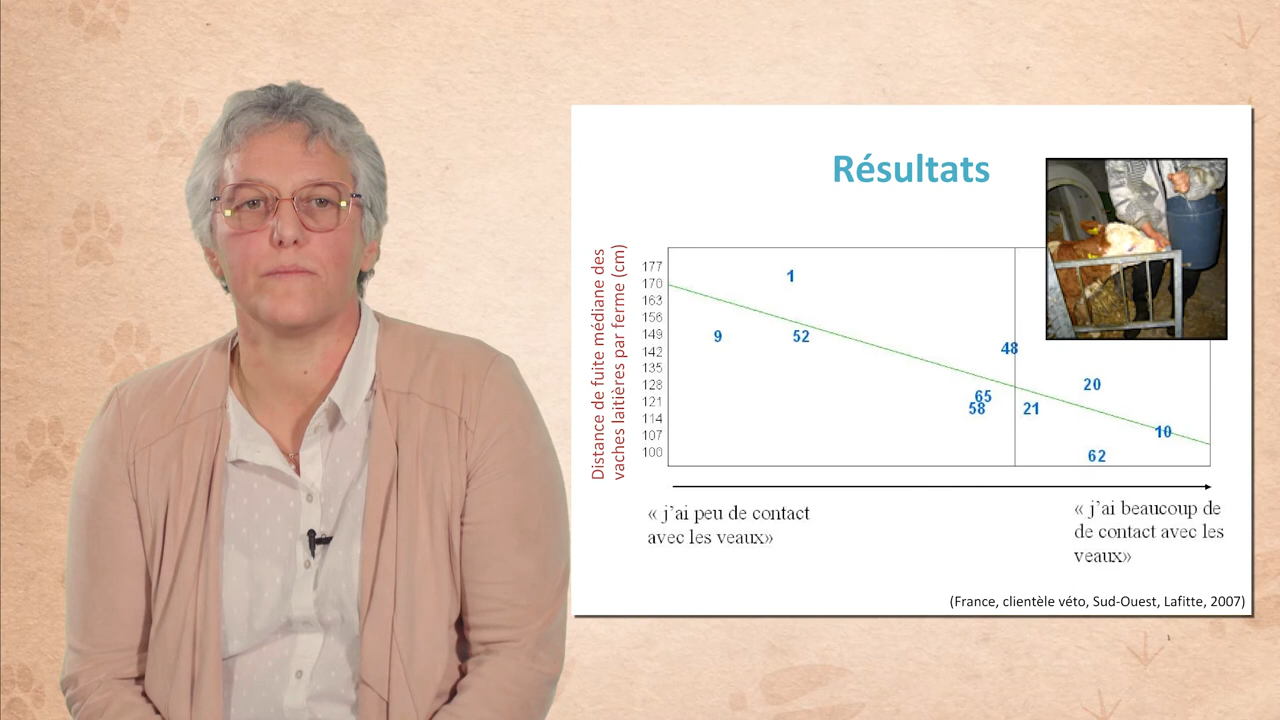 Résultats
Distance de fuite médiane des
vaches laitières par ferme (cm)
177
170
163
156
149
142
135
128
121
114
107
100
1
9
52
48
65
58
21
20
10
62
« j’ai peu de contact
avec les veaux»
« j’ai beaucoup de
de contact avec les
veaux»
(France, clientèle véto, Sud-Ouest, Lafitte, 2007)